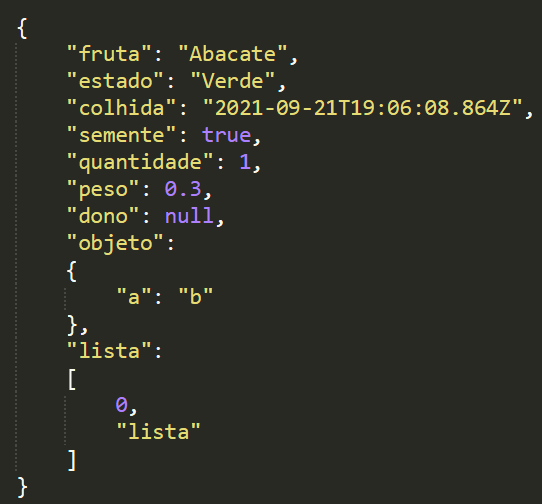 {
    "fruta": "Abacate",
    "estado": "Verde",
    "colhida": "2021-09-21T19:06:08.864Z",
    "semente": true,
    "quantidade": 1,
    "peso": 0.3,
    "dono": null,
    "objeto":
    {
        "a": "b"
    },
    "lista":
    [
        0,
        "lista"
    ]
}